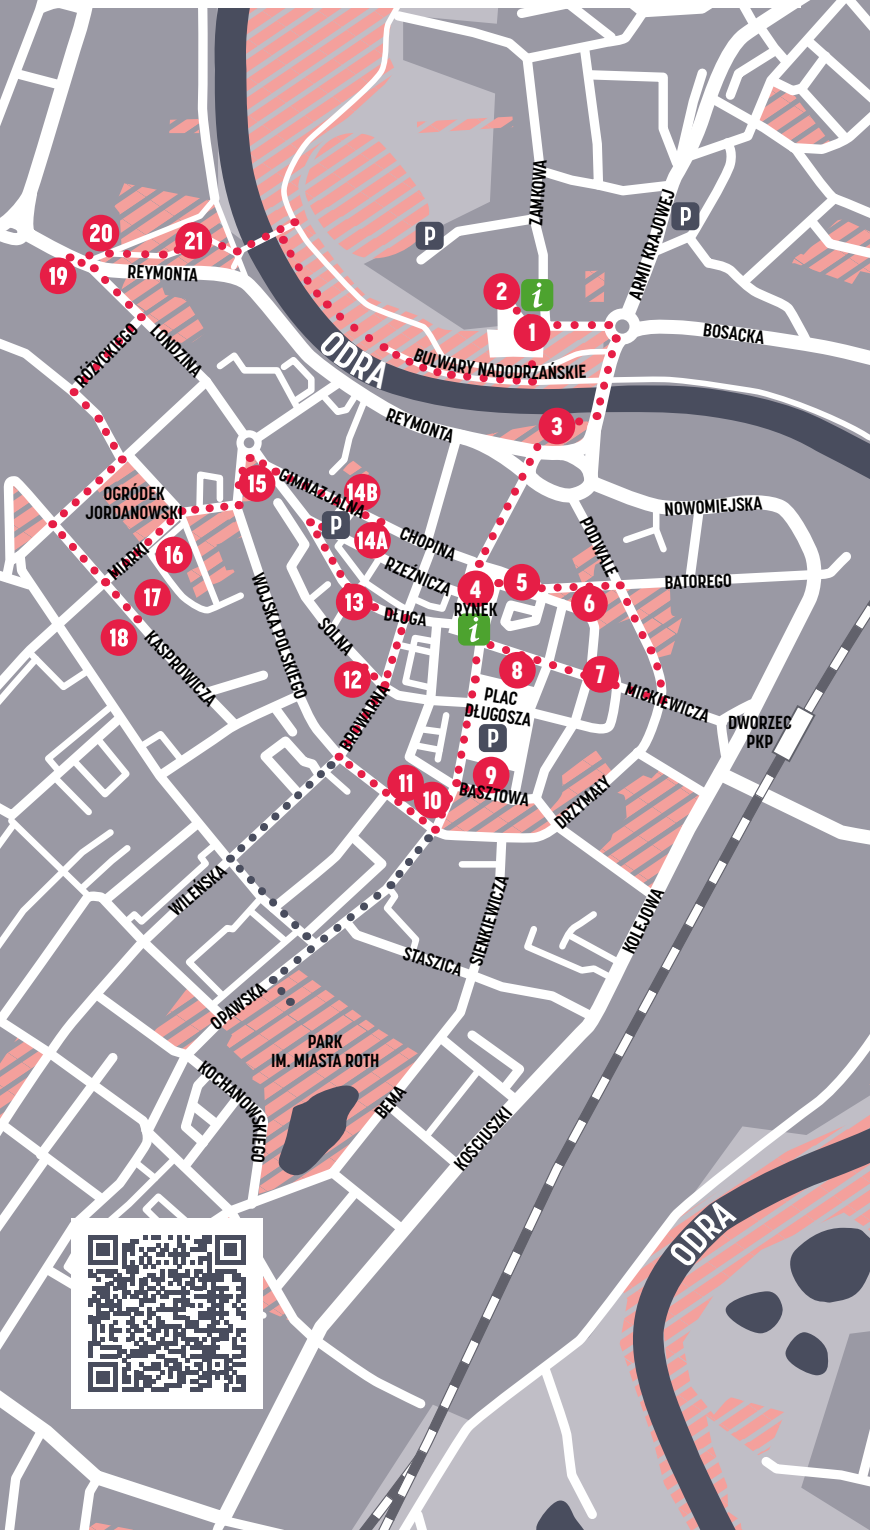 ZAMKOWA
ARMII KRAJOWEJ
P
P
20
21
19
REYMONTA
2
i
1
BOSACKA
RÓŻYCKIEGO
LONDZINA
ODRA
BULWARY NADODRZAŃSKIE
REYMONTA
3
15
GIMNAZJALNA
14B
OGRÓDEK
JORDANOWSKI
P
14A
CHOPINA
NOWOMIEJSKA
PODWALE
MIARKI
16
RZEŹNICZA
4
5
BATOREGO
17
WOJSKA POLSKIEGO
13
DŁUGA
RYNEK
i
6
18
KASPROWICZA
SOLNA
12
8
7
MICKIEWICZA
BROWARNA
PLAC
DŁUGOSZA
P
DWORZEC
PKP
11
10
9
BASZTOWA
DRZYMAŁY
WILEŃSKA
SIENKIEWICZA
KOLEJOWA
STASZICA
OPAWSKA
PARK
IM. MIASTA ROTH
KOCHANOWSKIEGO
BEMA
KOŚCIUSZKI
ODRA